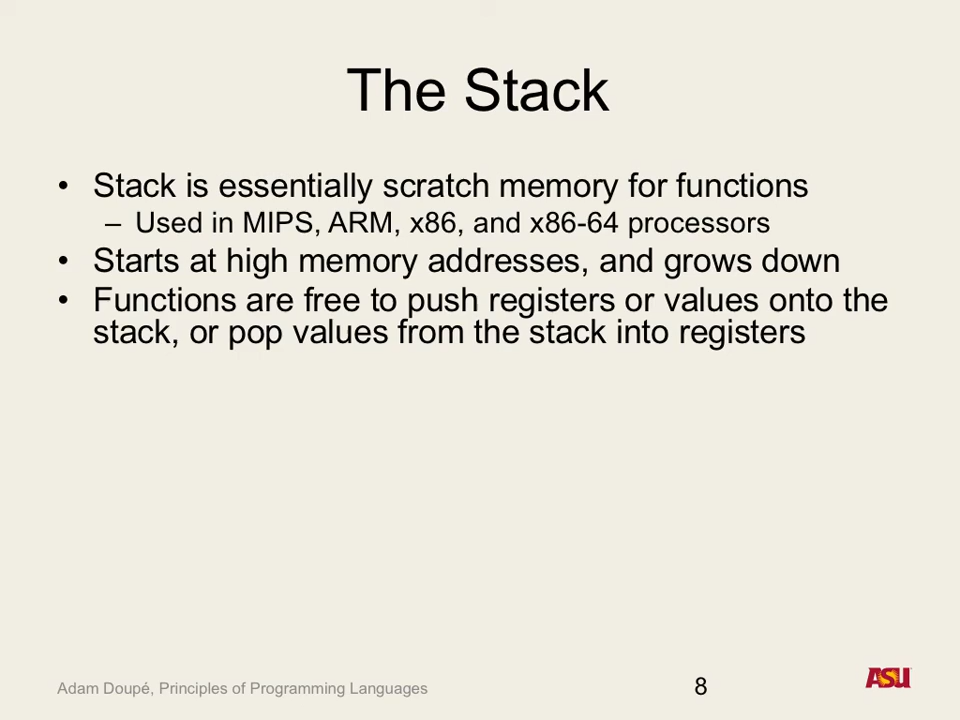 The Stack
• Stack is essentially scratch memory for functions
– Used in MIPS, ARM, x86, and x86-64 processors
• Starts at high memory addresses, and grows down
• Functions are free to push registers or values onto the
stack, or pop values from the stack into registers
Adam Doupé, Principles of Programming Languages
8
ASU